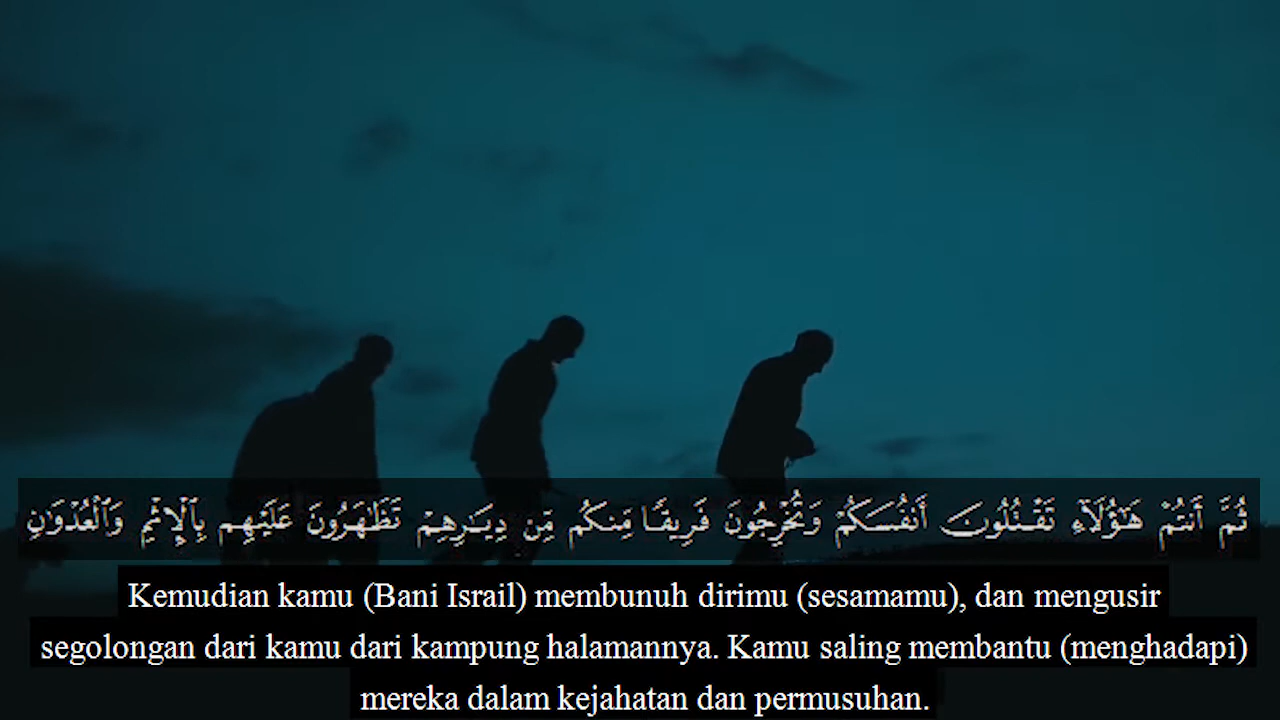 ثُمَّ أَنتُمْ هَٰٓؤُلَآءِ تَقْتُلُونَ أَنفُسَكُمْ وَتُخْرِجُونَ فَرِيقًا مِّنكُم مِّن دِيَٰرِهِمْ تَظَٰهَرُونَ عَلَيْهِم بِٱلْإِثْمِ وَٱلْعُدْوَٰنِ
Kemudian kamu (Bani Israil) membunuh dirimu (sesamamu), dan mengusir
segolongan dari kamu dari kampung halamannya. Kamu saling membantu (menghadapi)
mereka dalam kejahatan dan permusuhan.